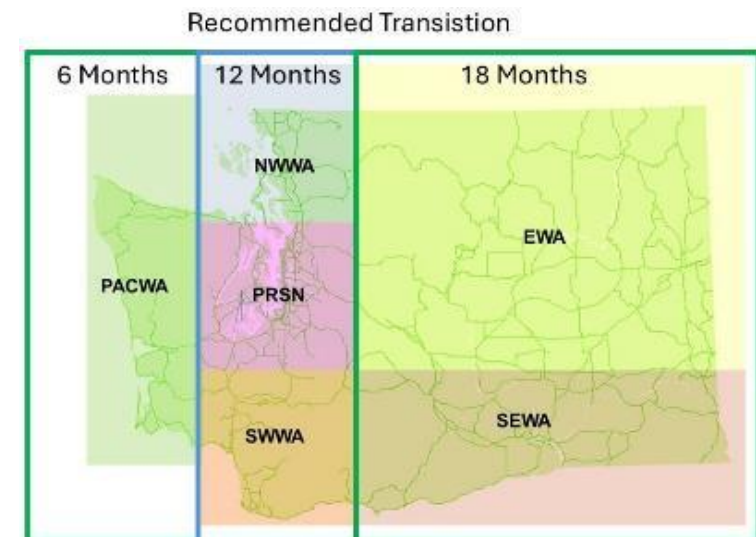 Recommended Transistion
6 Months
12 Months
18 Months
NWWA
EWA
PACWA
PRSN
SEWA
SWWA